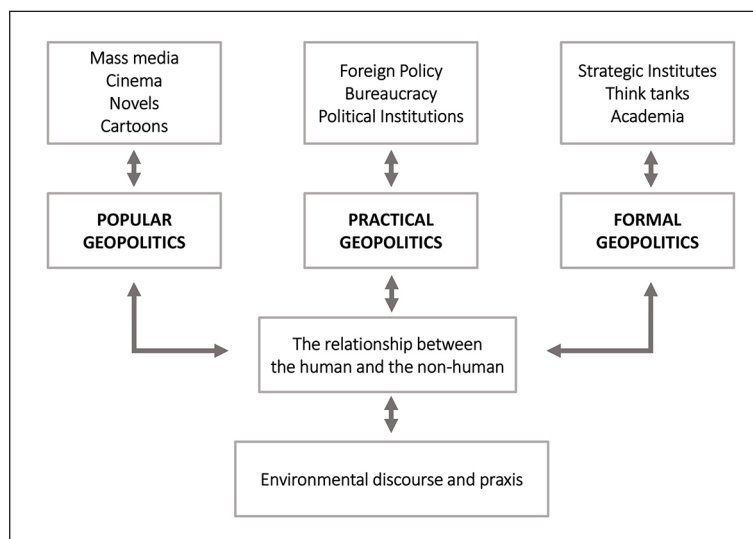 Mass media
Cinema
Novels
Cartoons
Foreign Policy
Bureaucracy
Political Institutions
Strategic Institutes
Think tanks
Academia
POPULAR
GEOPOLITICS
PRACTICAL
GEOPOLITICS
FORMAL
GEOPOLITICS
The relationship between
the human and the non-human
Environmental discourse and praxis